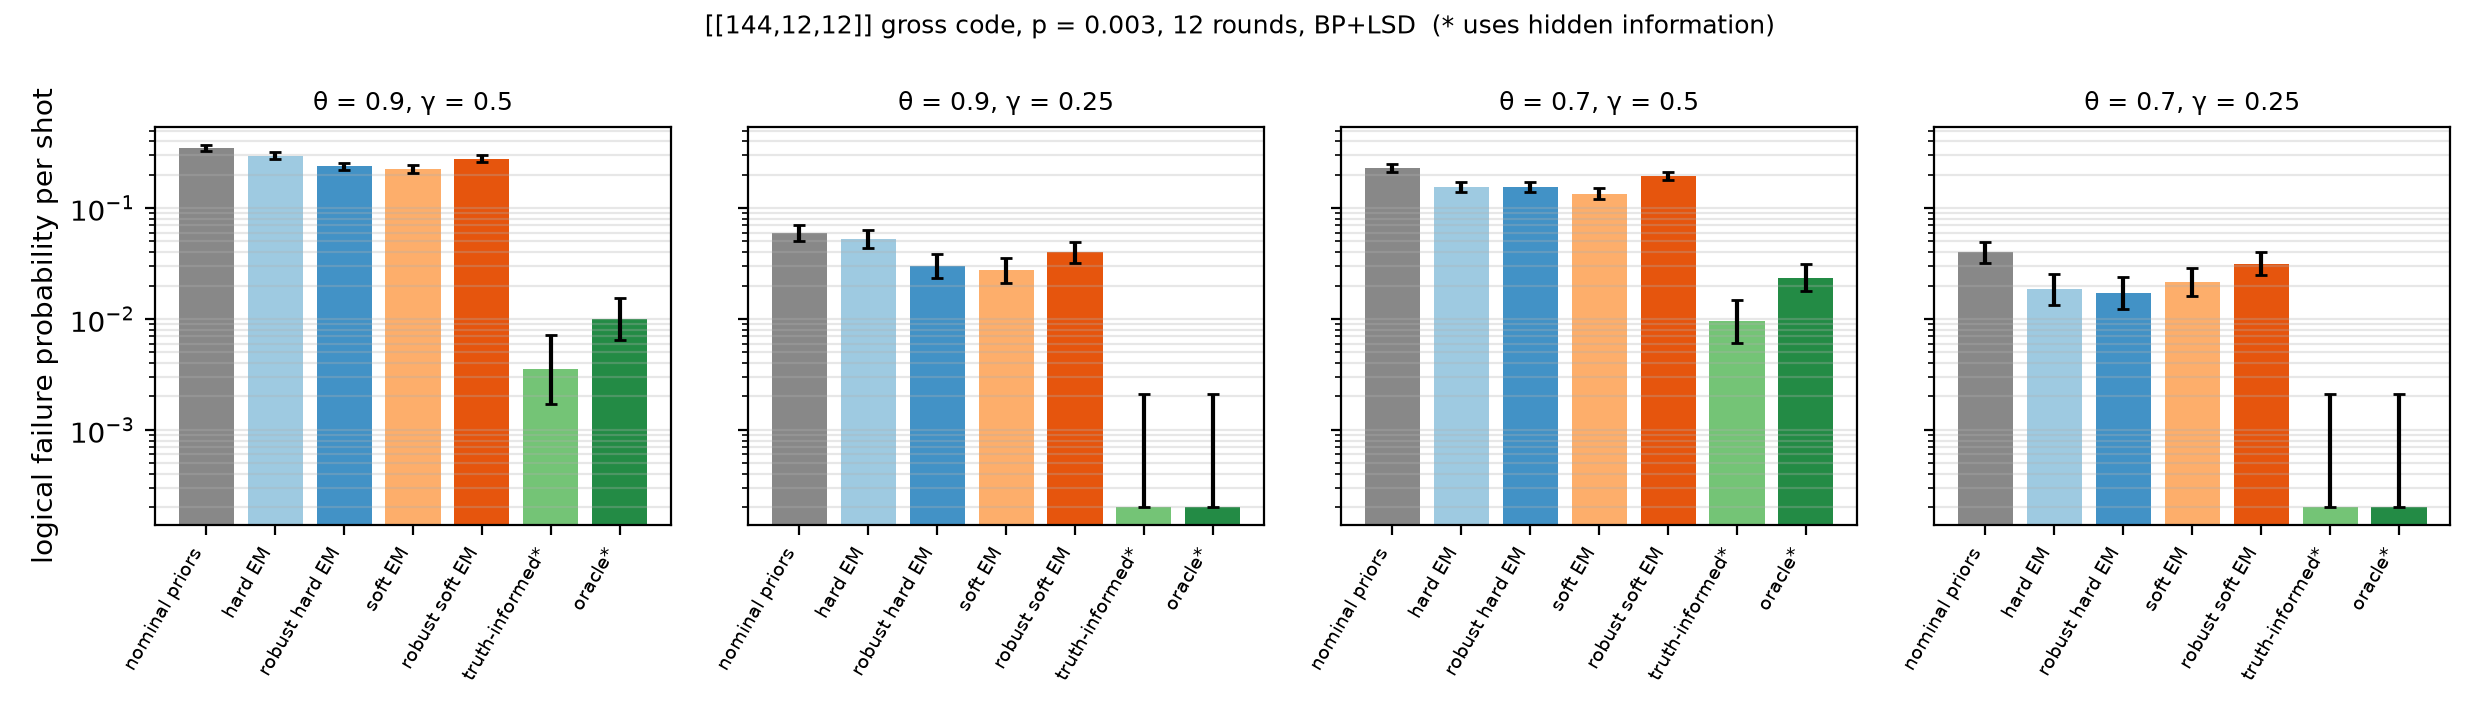 [[144,12,12]] gross code, p = 0.003, 12 rounds, BP+LSD  (* uses hidden information)
logical failure probability per shot
θ = 0.9, γ = 0.5
10⁻¹
10⁻²
10⁻³
nominal priors
hard EM
robust hard EM
soft EM
robust soft EM
truth-informed*
oracle*
θ = 0.9, γ = 0.25
nominal priors
hard EM
robust hard EM
soft EM
robust soft EM
truth-informed*
oracle*
θ = 0.7, γ = 0.5
nominal priors
hard EM
robust hard EM
soft EM
robust soft EM
truth-informed*
oracle*
θ = 0.7, γ = 0.25
nominal priors
hard EM
robust hard EM
soft EM
robust soft EM
truth-informed*
oracle*